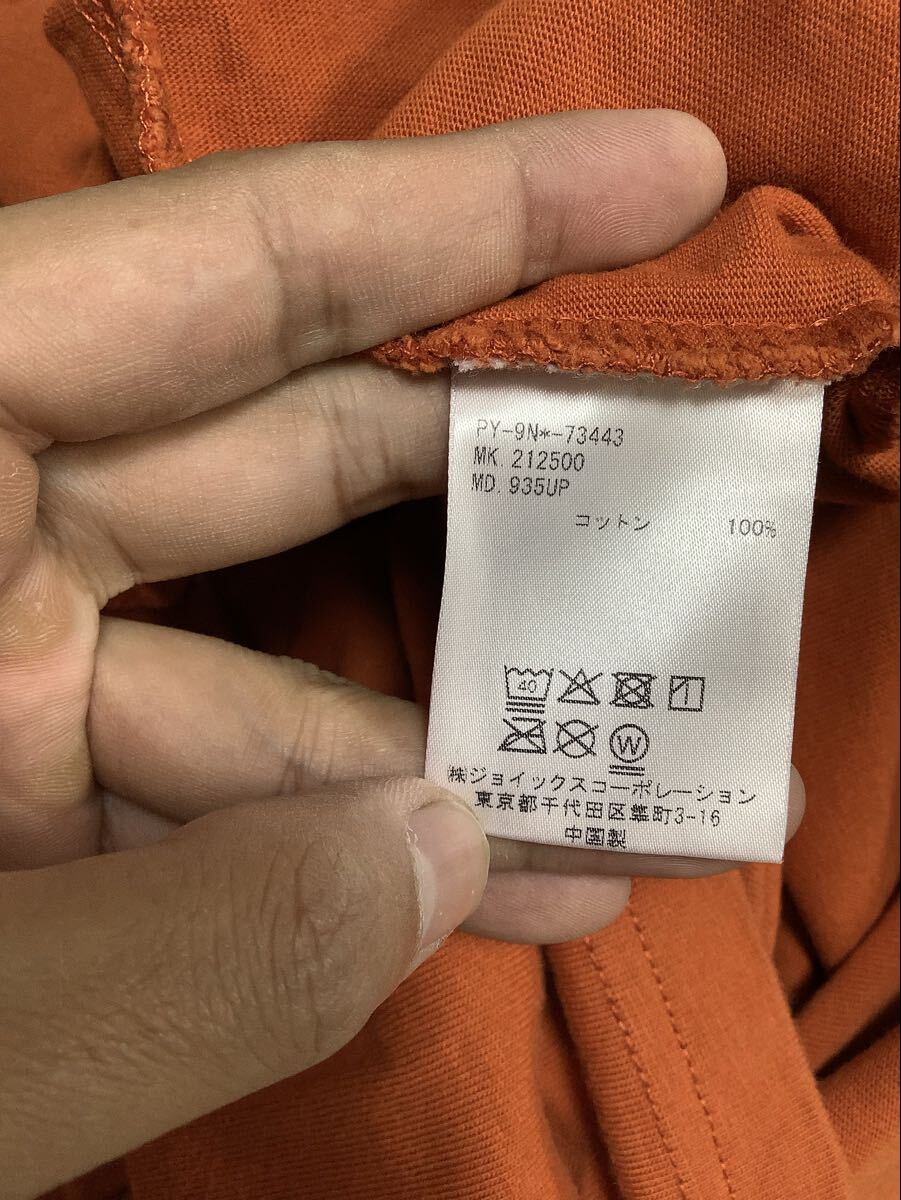 PY-9N*-73443
MK. 212500
MD. 935UP
コットン 100%
40
W
㈱ジョイックスコーポレーション
東京都千代田区麹町3-16
中国製